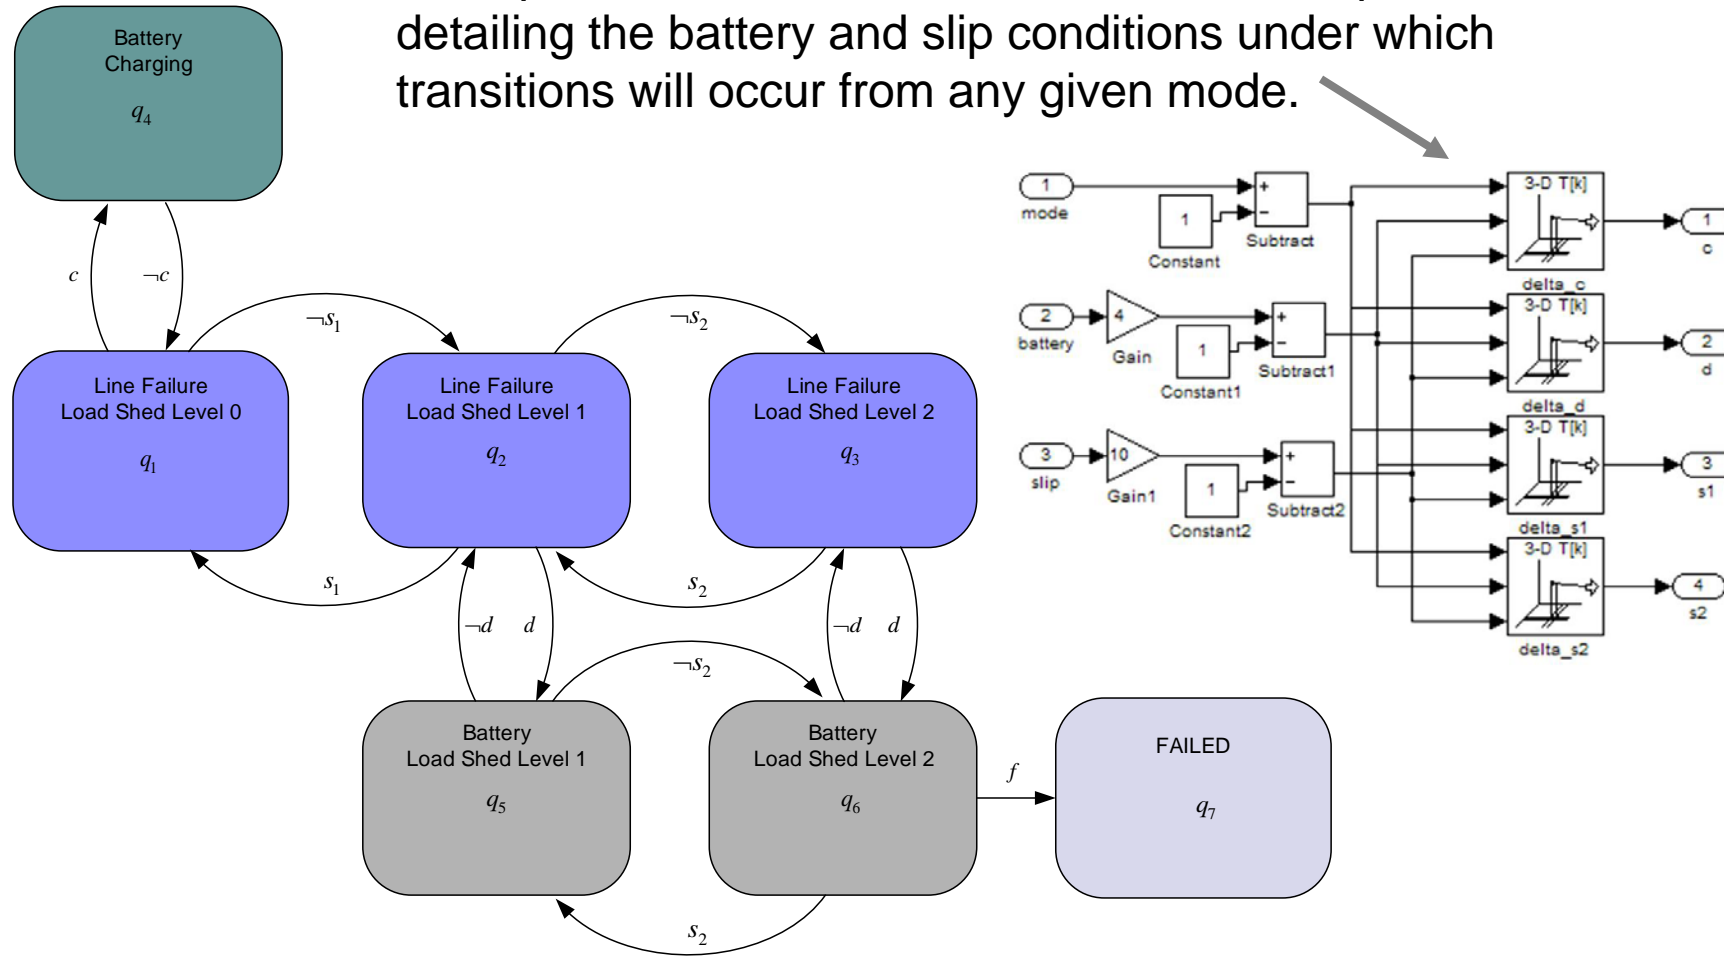 detailing the battery and slip conditions under which
transitions will occur from any given mode.
Battery
Charging
q4
c
¬c
¬s1
¬s2
Line Failure
Load Shed Level 0
q1
Line Failure
Load Shed Level 1
q2
Line Failure
Load Shed Level 2
q3
s1
s2
¬d
d
¬d
d
¬s2
Battery
Load Shed Level 1
q5
Battery
Load Shed Level 2
q6
f
FAILED
q7
s2
1
mode
1
Constant
+
−
Subtract
2
battery
4
Gain
1
Constant1
+
−
Subtract1
3
slip
10
Gain1
1
Constant2
+
−
Subtract2
3-D T[k]
delta_c
1
c
3-D T[k]
delta_d
2
d
3-D T[k]
delta_s1
3
s1
3-D T[k]
delta_s2
4
s2